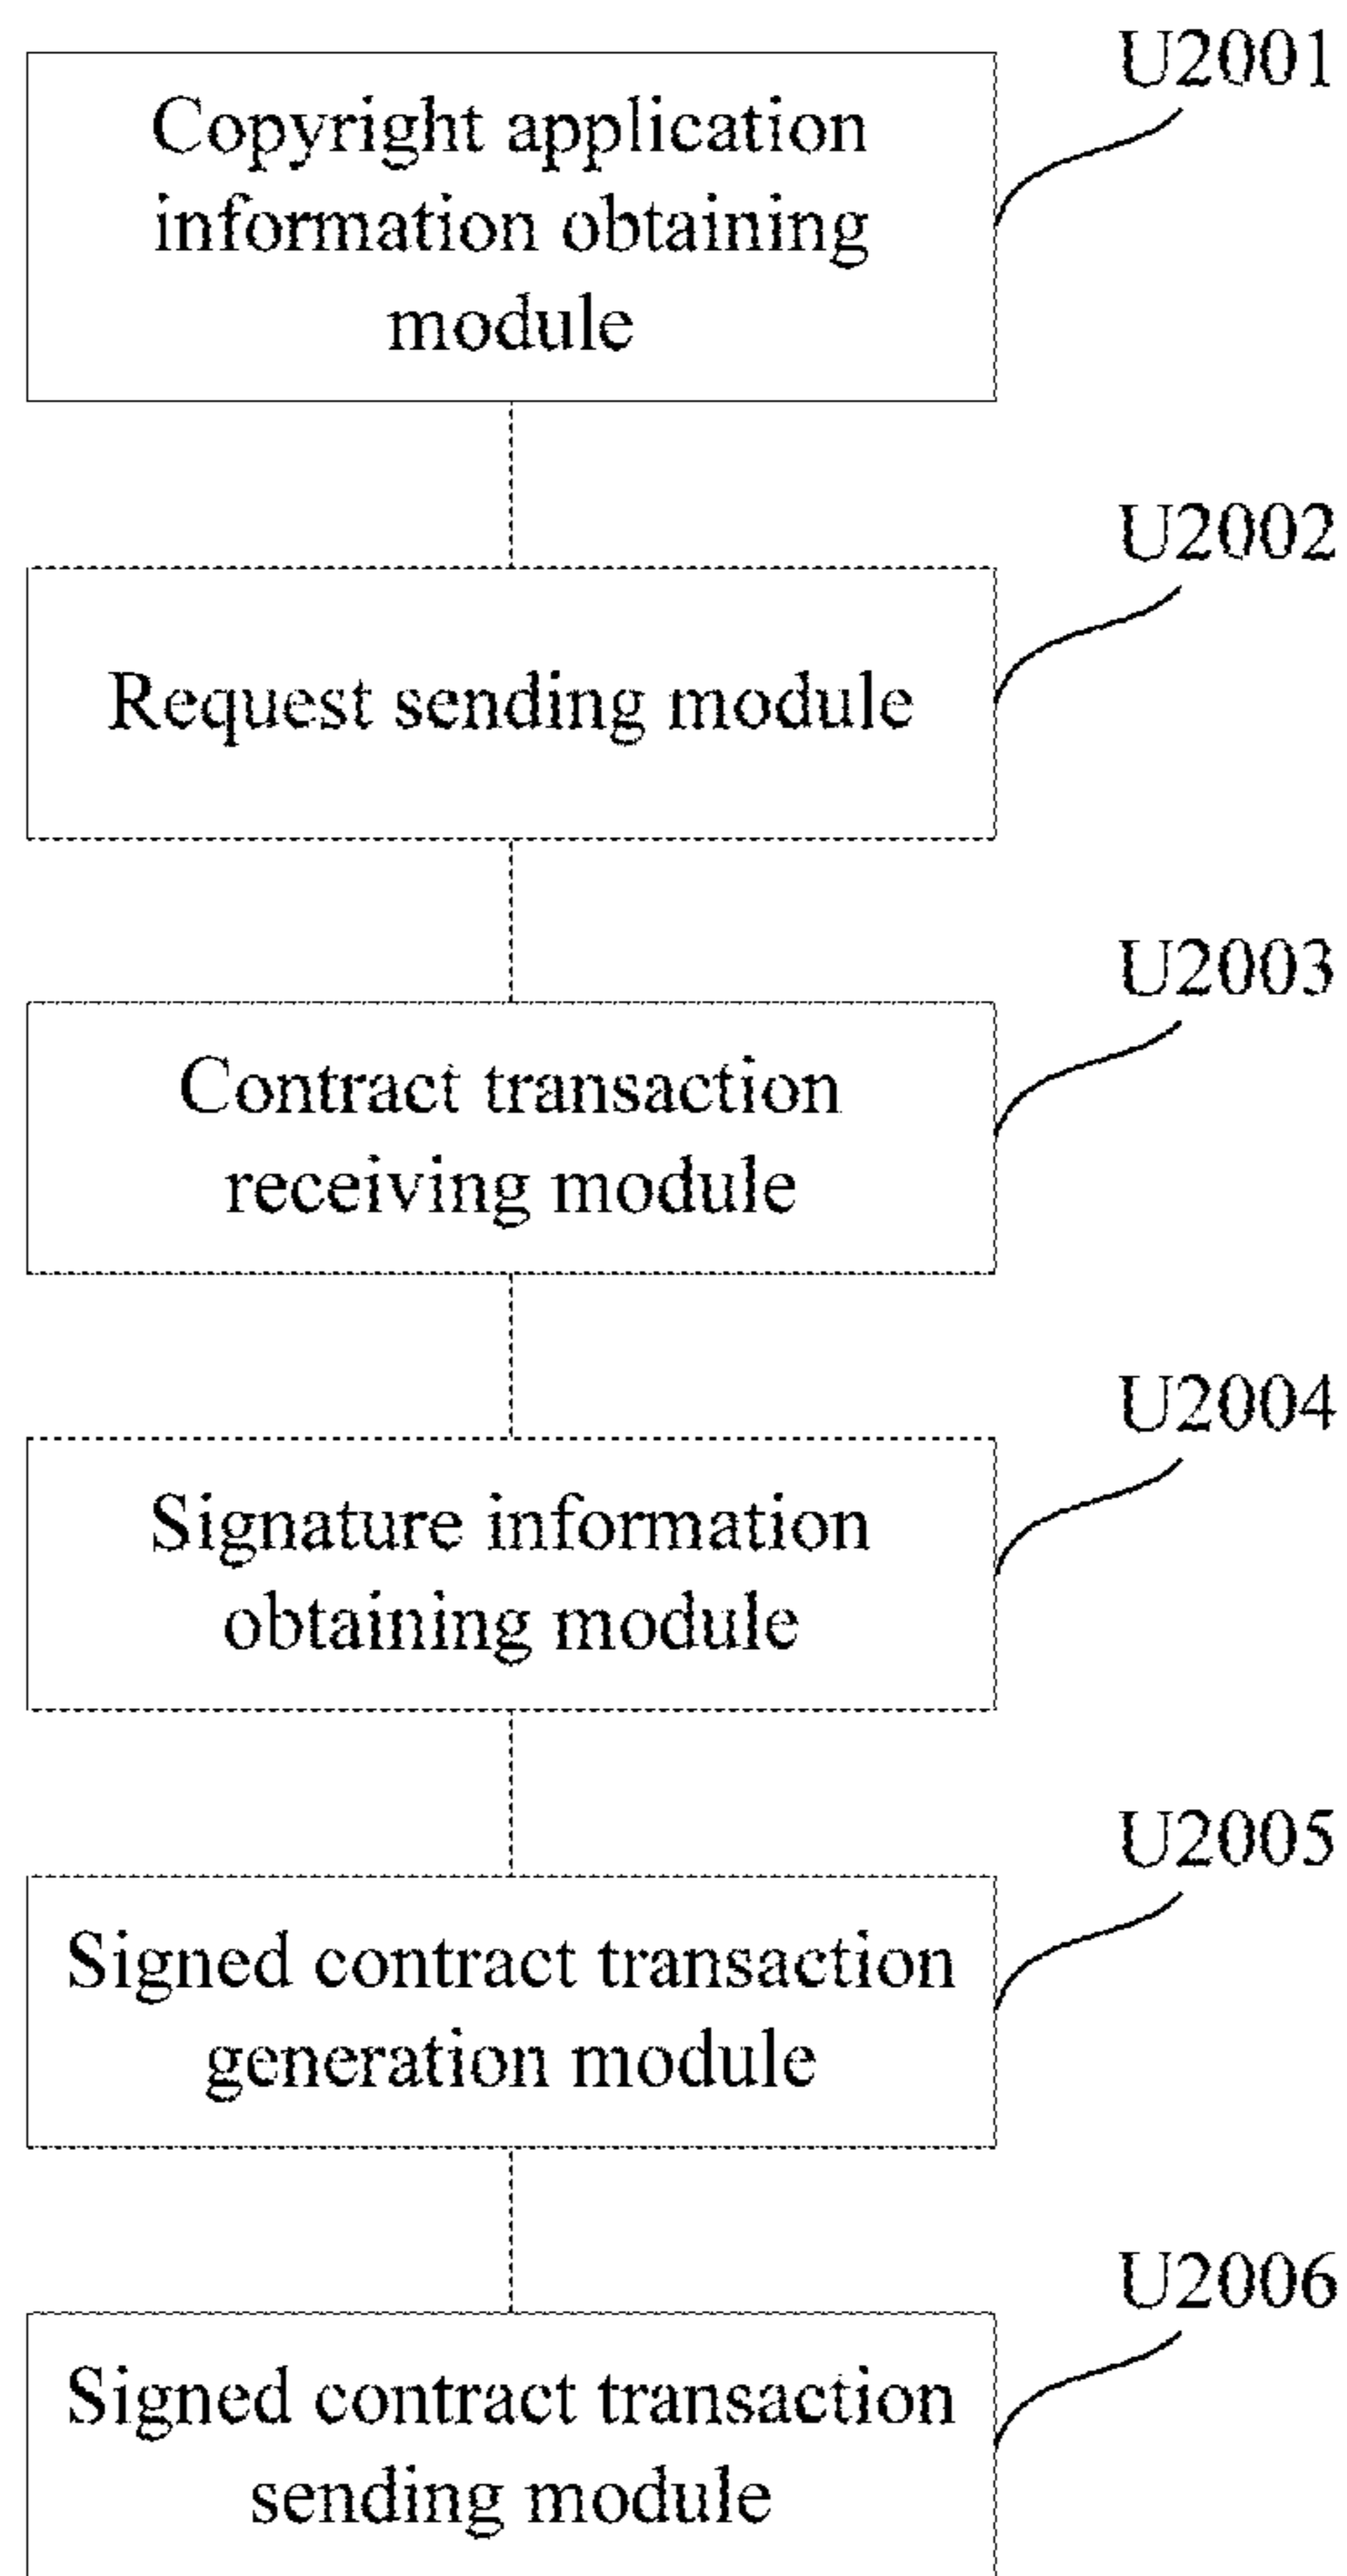 U2001
Copyright application
information obtaining
module
U2002
Request sending module
U2003
Contract transaction
receiving module
U2004
Signature information
obtaining module
U2005
Signed contract transaction
generation module
U2006
Signed contract transaction
sending module